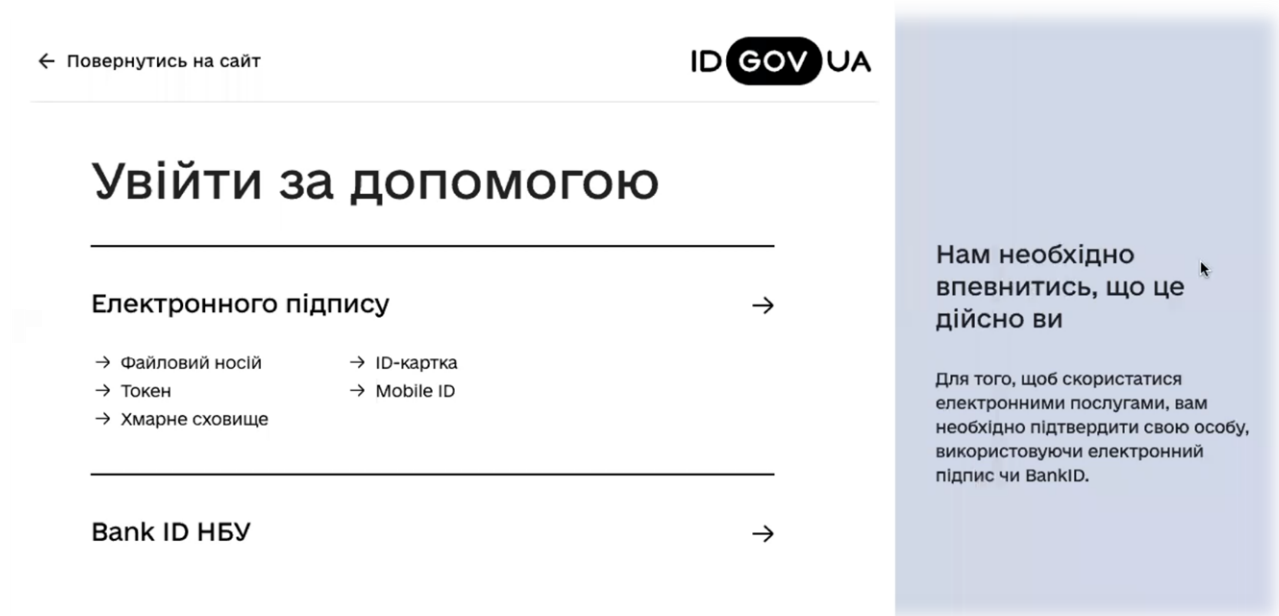 Повернутись на сайт
ID GOV UA
Увійти за допомогою
Електронного підпису
Файловий носій
ID-картка
Токен
Mobile ID
Хмарне сховище
Bank ID НБУ
Нам необхідно
впевнитись, що це
дійсно ви
Для того, щоб скористатися
електронними послугами, вам
необхідно підтвердити свою особу,
використовуючи електронний
підпис чи BankID.